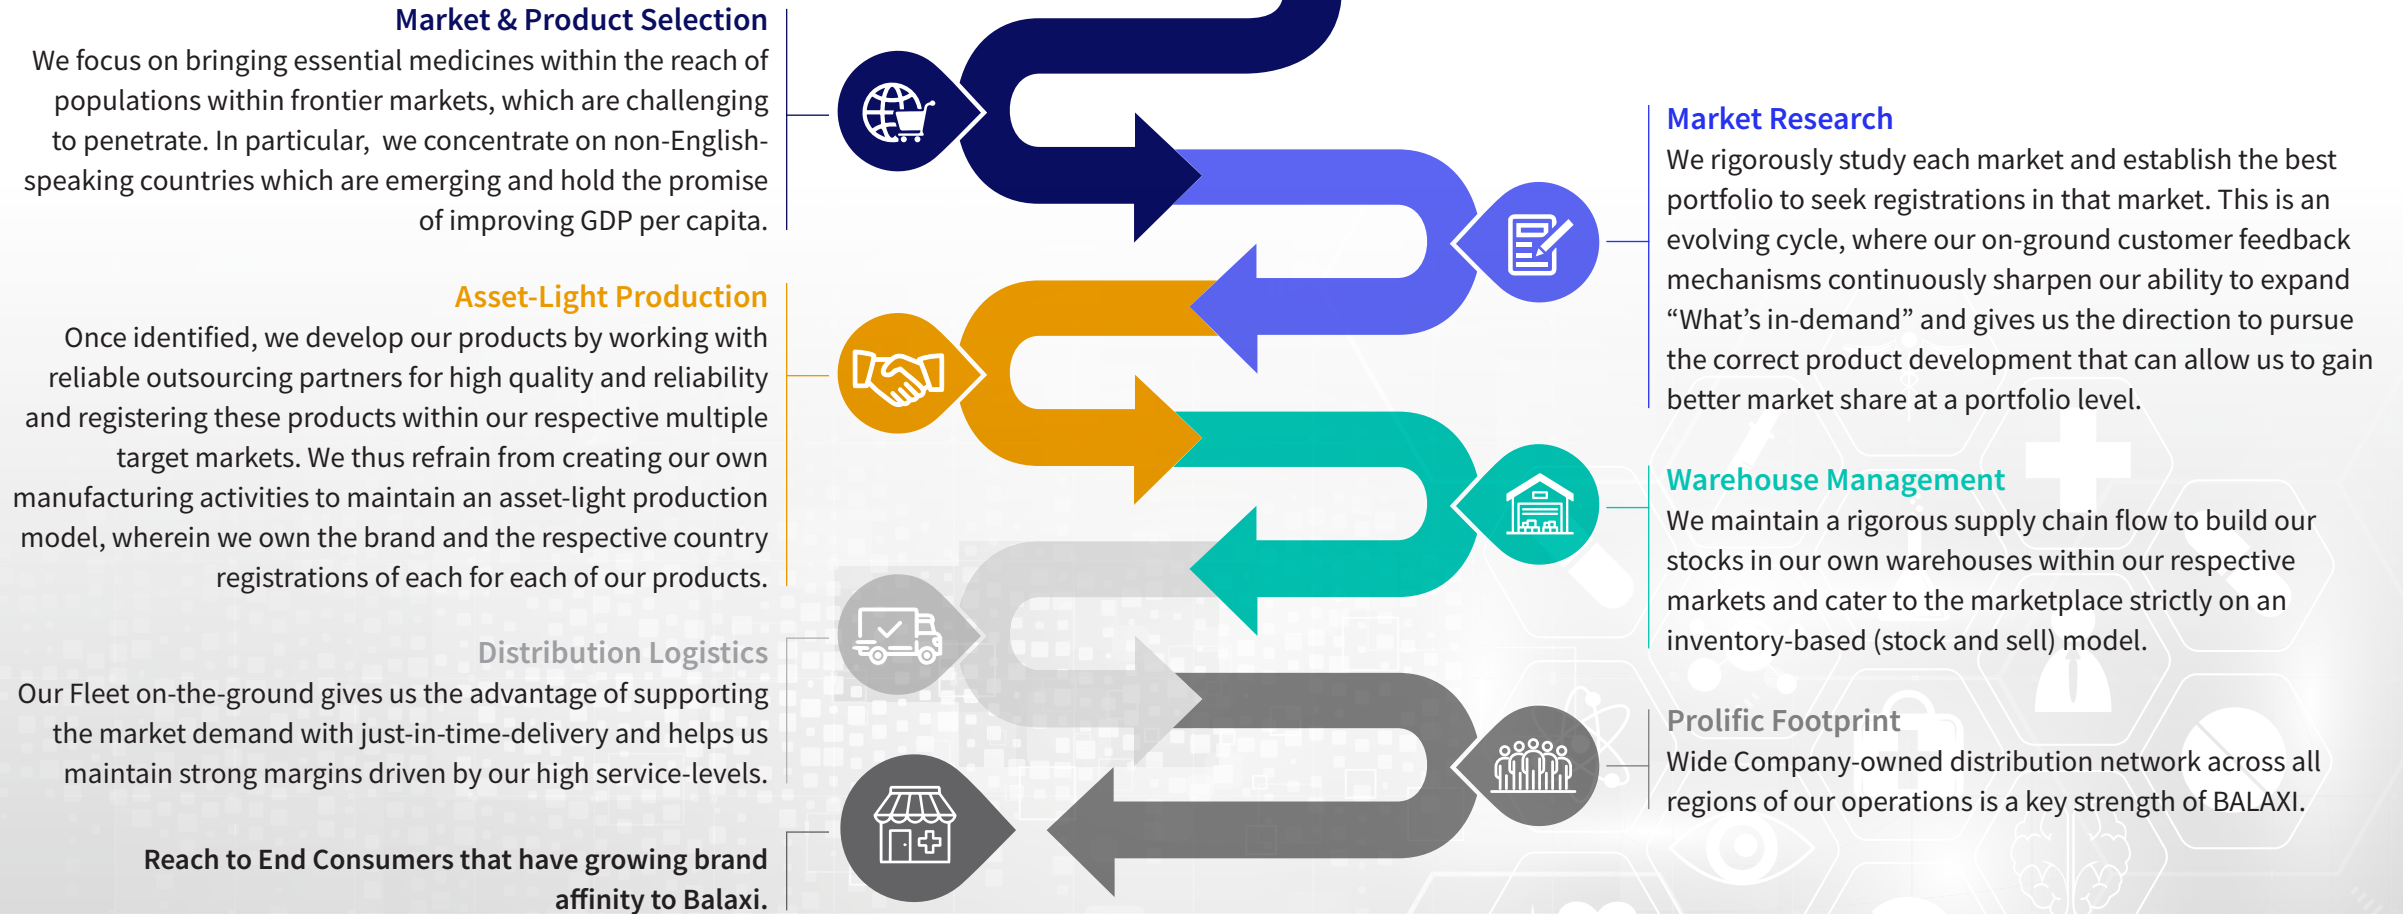 Market & Product Selection
We focus on bringing essential medicines within the reach of
populations within frontier markets, which are challenging
to penetrate. In particular, we concentrate on non-English-
speaking countries which are emerging and hold the promise
of improving GDP per capita.
Market Research
We rigorously study each market and establish the best
portfolio to seek registrations in that market. This is an
evolving cycle, where our on-ground customer feedback
mechanisms continuously sharpen our ability to expand
“What’s in-demand” and gives us the direction to pursue
the correct product development that can allow us to gain
better market share at a portfolio level.
Asset-Light Production
Once identified, we develop our products by working with
reliable outsourcing partners for high quality and reliability
and registering these products within our respective multiple
target markets. We thus refrain from creating our own
manufacturing activities to maintain an asset-light production
model, wherein we own the brand and the respective country
registrations of each for each of our products.
Warehouse Management
We maintain a rigorous supply chain flow to build our
stocks in our own warehouses within our respective
markets and cater to the marketplace strictly on an
inventory-based (stock and sell) model.
Distribution Logistics
Our Fleet on-the-ground gives us the advantage of supporting
the market demand with just-in-time-delivery and helps us
maintain strong margins driven by our high service-levels.
Prolific Footprint
Wide Company-owned distribution network across all
regions of our operations is a key strength of BALAXI.
Reach to End Consumers that have growing brand
affinity to Balaxi.